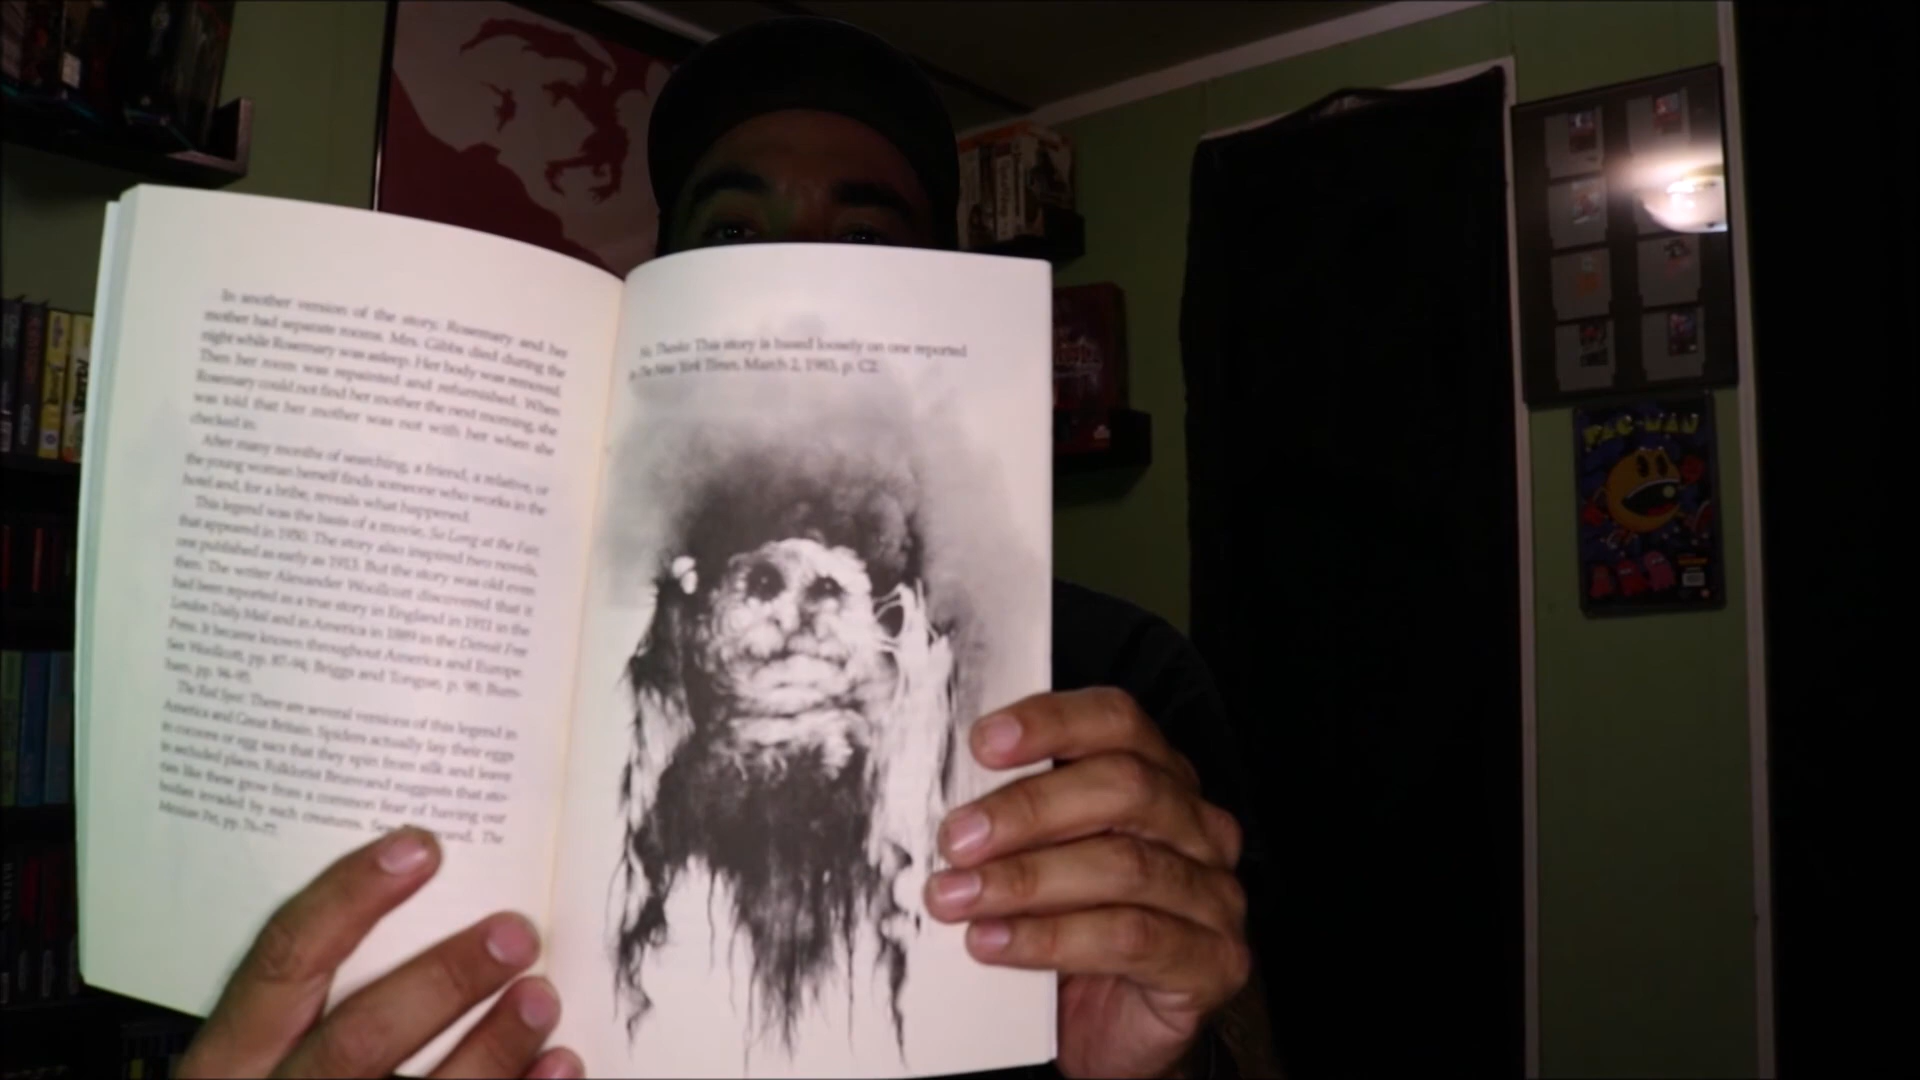 In another version of the story, Rosemary and her
mother had separate rooms. Mrs. Gibbs died during the
night while Rosemary was asleep. Her body was removed.
Then her room was repainted and refurnished. When
Rosemary could not find her mother the next morning, she
was told that her mother was not with her when she
checked in.
After many months of searching, a friend, a relative, or
the young woman herself finds someone who works in the
hotel and, for a bribe, reveals what happened.
This legend was the basis of a movie, So Long at the Fair,
that appeared in 1950. The story also inspired two novels,
one published as early as 1913. But the story was old even
then. The writer Alexander Woollcott discovered that it
had been reported as a true story in England in 1911 in the
London Daily Mail and in America in 1889 in the Detroit Free
Press. It became known throughout America and Europe.
See Woollcott, pp. 87-94; Briggs and Tongue, p. 98; Burn-
ham, pp. 94-95.
The Red Spot: There are several versions of this legend in
America and Great Britain. Spiders actually lay their eggs
in cocoons or egg sacs that they spin from silk and leave
in secluded places. Folklorist Brunvand suggests that sto-
ries like these grow from a common fear of having our
bodies invaded by such creatures. The
Mexican Pet, pp. 76-77.
No, Thanks: This story is based loosely on one reported
in The New York Times, March 2, 1983, p. C2.
PAC-MAN